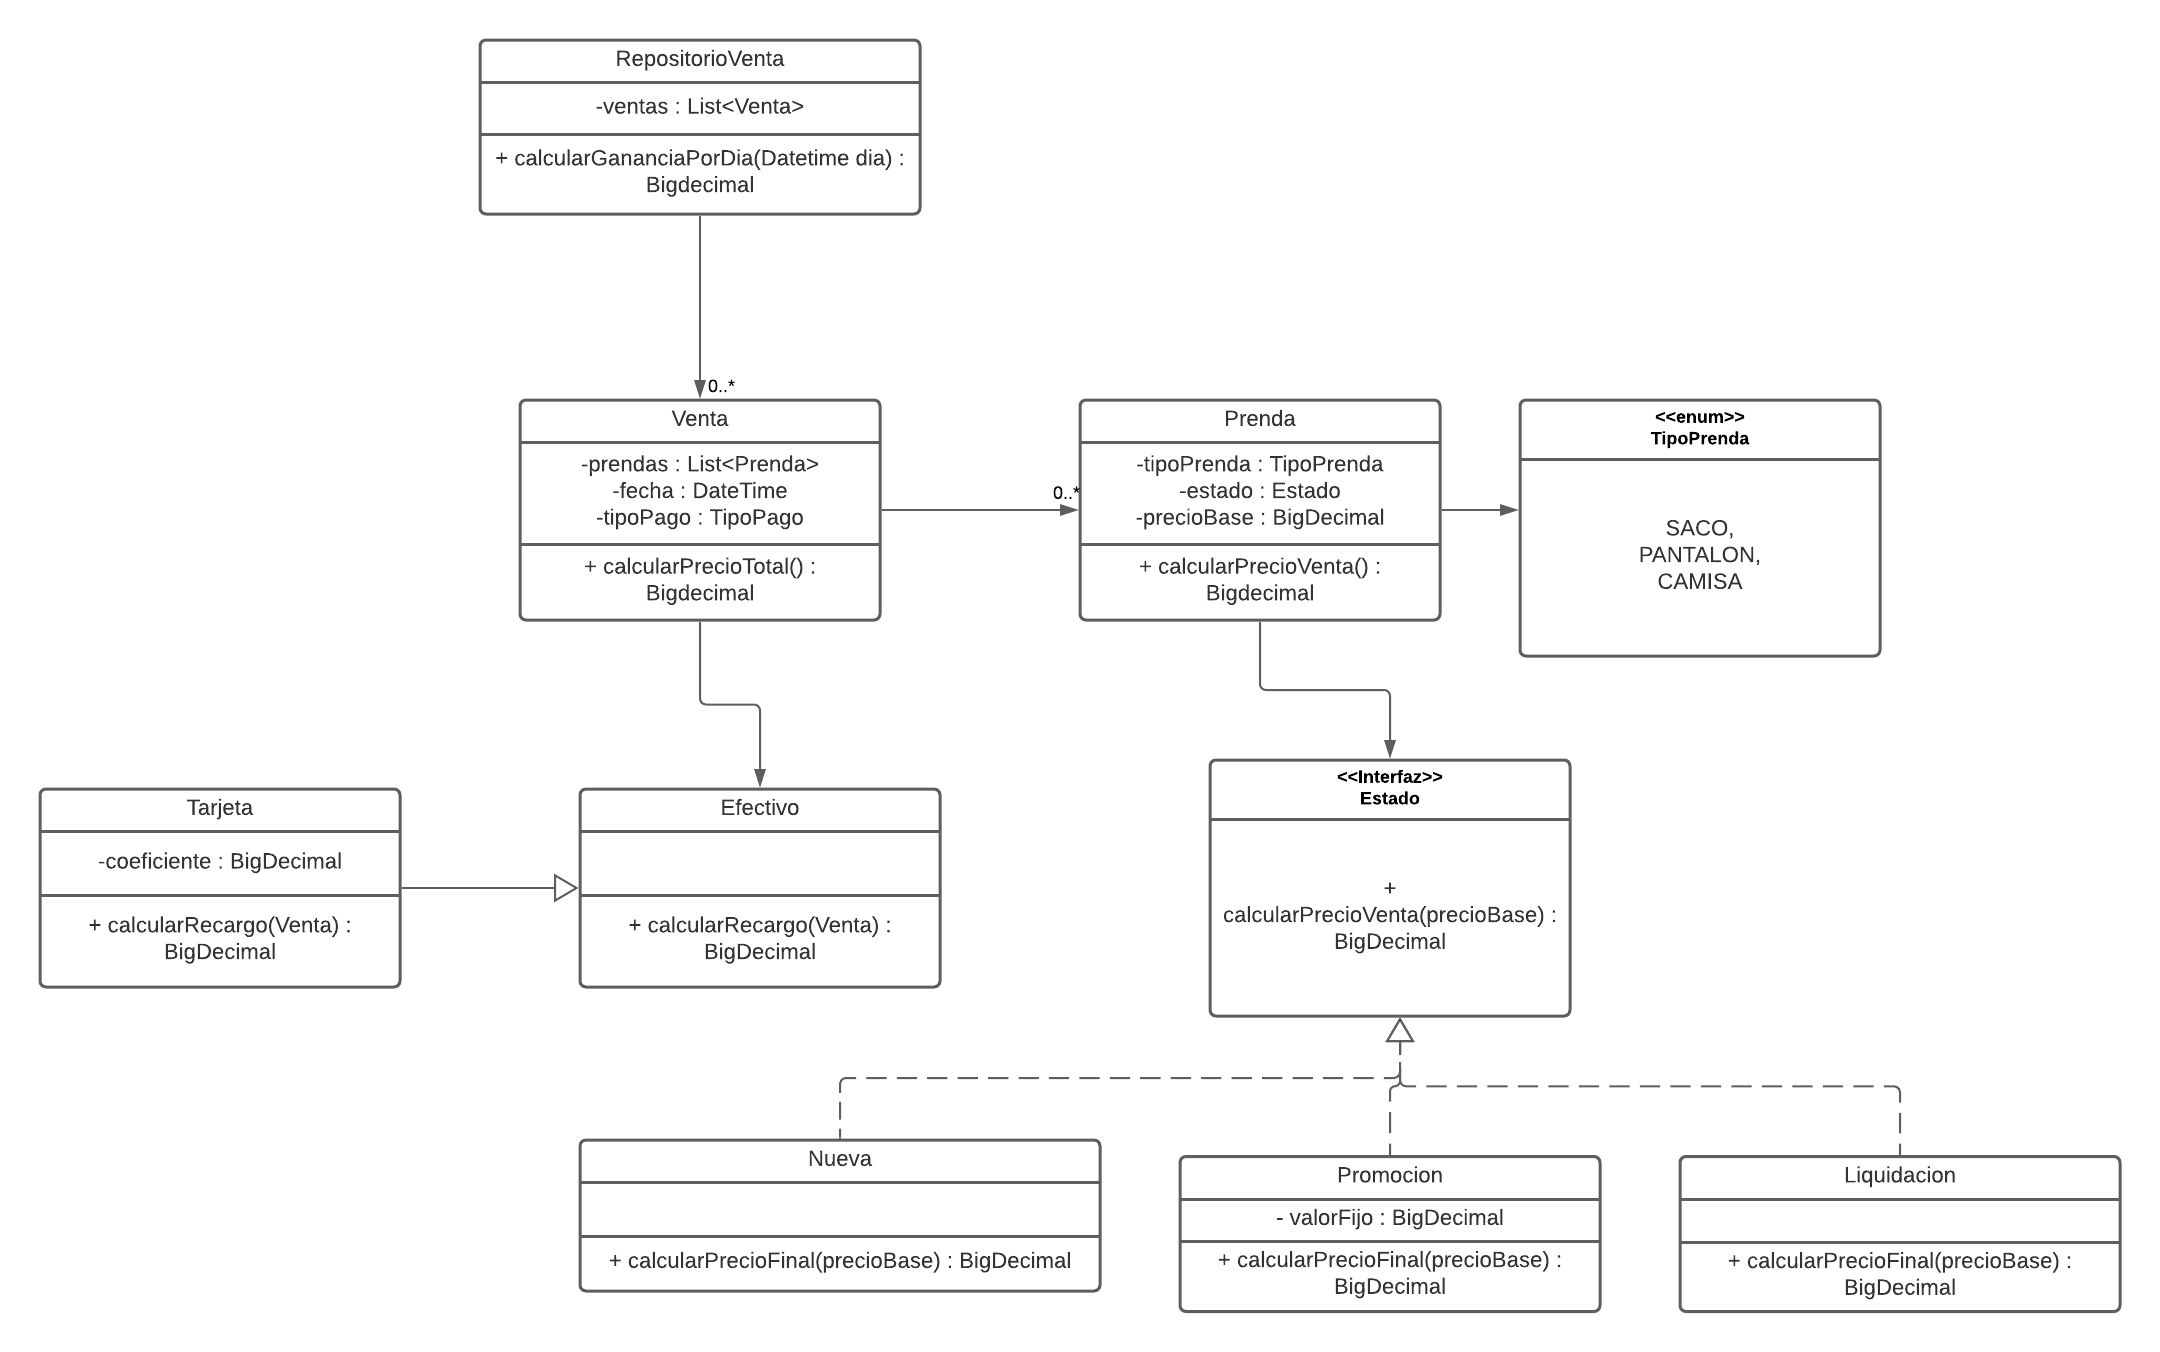 RepositorioVenta
-ventas : List<Venta>
+ calcularGananciaPorDia(Datetime dia) :
Bigdecimal
0..*
Venta
-prendas : List<Prenda>
-fecha : DateTime
-tipoPago : TipoPago
+ calcularPrecioTotal() :
Bigdecimal
0..*
Prenda
-tipoPrenda : TipoPrenda
-estado : Estado
-precioBase : BigDecimal
+ calcularPrecioVenta() :
Bigdecimal
<<enum>>
TipoPrenda
SACO,
PANTALON,
CAMISA
Tarjeta
-coeficiente : BigDecimal
+ calcularRecargo(Venta) :
BigDecimal
Efectivo
+ calcularRecargo(Venta) :
BigDecimal
<<Interfaz>>
Estado
+
calcularPrecioVenta(precioBase) :
BigDecimal
Nueva
+ calcularPrecioFinal(precioBase) : BigDecimal
Promocion
- valorFijo : BigDecimal
+ calcularPrecioFinal(precioBase) :
BigDecimal
Liquidacion
+ calcularPrecioFinal(precioBase) :
BigDecimal